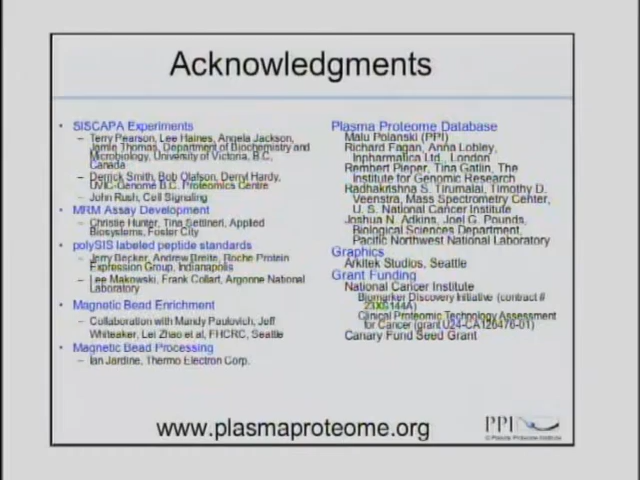 Acknowledgments
• SISCAPA Experiments
– Terry Pearson, Lee Haines, Angela Jackson,
Jamie Thomas, Department of Biochemistry and
Microbiology, University of Victoria, B.C,
Canada
– Derrick Smith, Bob Olafson, Derryl Hardy,
UVIC-Genome B.C. Proteomics Centre
– John Rush, Cell Signaling
• MRM Assay Development
– Christie Hunter, Tina Settineri, Applied
Biosystems, Foster City
• polySIS labeled peptide standards
– Jerry Becker, Andrew Breite, Roche Protein
Expression Group, Indianapolis
– Lee Makowski, Frank Collart, Argonne National
Laboratory
• Magnetic Bead Enrichment
– Collaboration with Mandy Paulovich, Jeff
Whiteaker, Lei Zhao et al, FHCRC, Seattle
• Magnetic Bead Processing
– Ian Jardine, Thermo Electron Corp.
Plasma Proteome Database
Malu Polanski (PPI)
Richard Fagan, Anna Lobley,
Inpharmatica Ltd., London
Rembert Pieper, Tina Gatlin, The
Institute for Genomic Research
Radhakrishna S. Tirumalai, Timothy D.
Veenstra, Mass Spectrometry Center,
U. S. National Cancer Institute
Joshua N. Adkins, Joel G. Pounds,
Biological Sciences Department,
Pacific Northwest National Laboratory
Graphics
Arkitek Studios, Seattle
Grant Funding
National Cancer Institute
Biomarker Discovery Initiative (contract #
Clinical Proteomic Technology Assessment
for Cancer (grant U24-CA126476-01)
Canary Fund Seed Grant
www.plasmaproteome.org
PPI
Plasma Proteome Institute